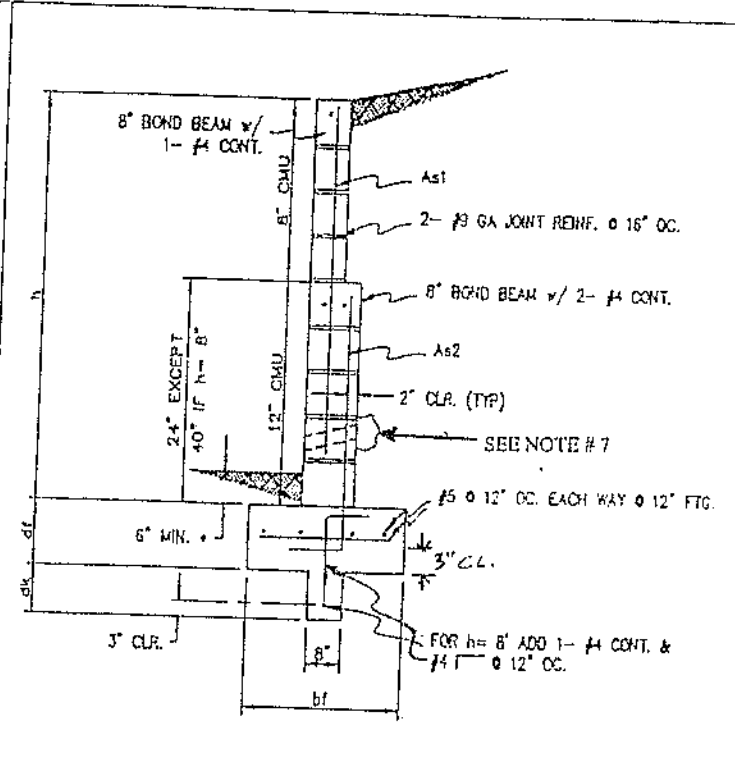 8" BOND BEAM w/
1- #4 CONT.
8" CMU
As1
2- #9 GA JOINT REINF. @ 16" OC.
h
8" BOND BEAM w/ 2- #4 CONT.
As2
24" EXCEPT
40" IF h= 8"
12" CMU
2" CLR. (TYP)
SEE NOTE # 7
#5 @ 12" OC. EACH WAY @ 12" FTG.
6" MIN.
df
3" CL.
dk
3" CLR.
8"
FOR h= 8' ADD 1- #4 CONT. &
#4 @ 12" OC.
bf